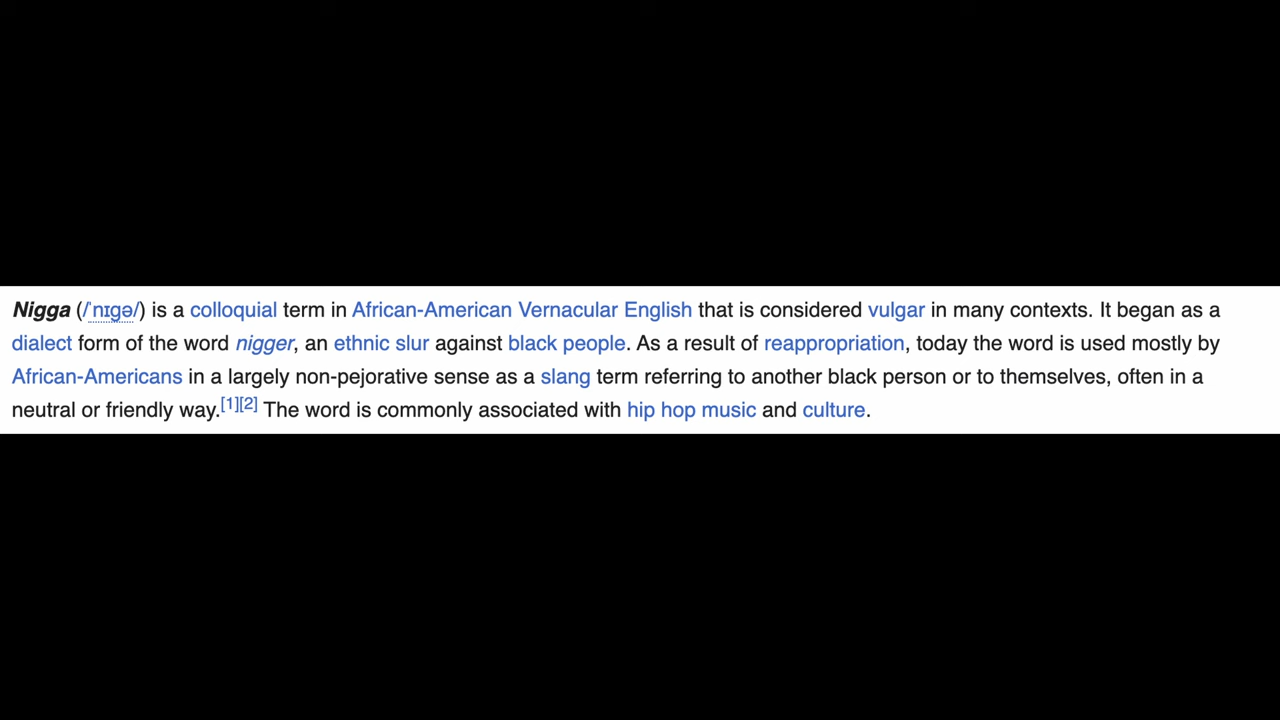 Nigga (/ˈnɪɡə/) is a colloquial term in African-American Vernacular English that is considered vulgar in many contexts. It began as a
dialect form of the word nigger, an ethnic slur against black people. As a result of reappropriation, today the word is used mostly by
African-Americans in a largely non-pejorative sense as a slang term referring to another black person or to themselves, often in a
neutral or friendly way.[1][2] The word is commonly associated with hip hop music and culture.